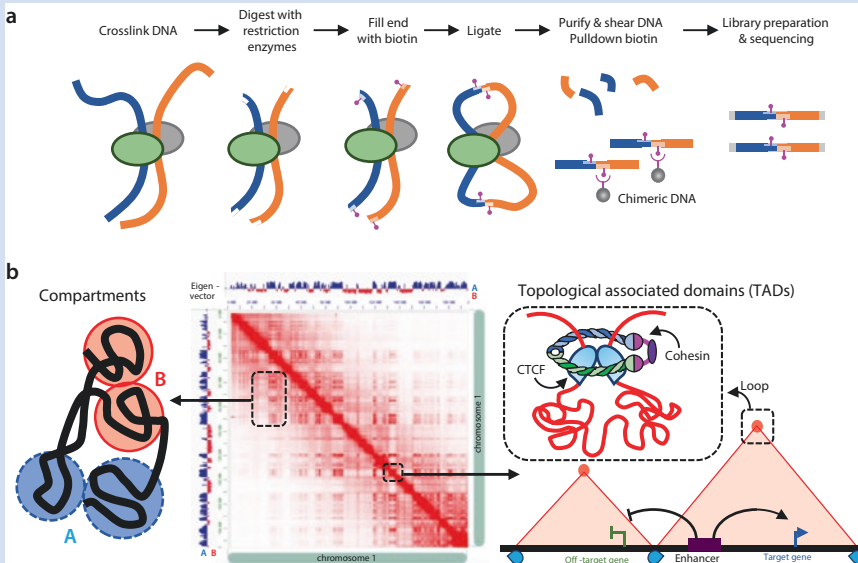 a
Crosslink DNA
Digest with
restriction
enzymes
Fill end
with biotin
Ligate
Purify & shear DNA
Pulldown biotin
Library preparation
& sequencing
Chimeric DNA
b
Compartments
B
A
Eigen -
vector
A
B
chromosome 1
A B
chromosome 1
Topological associated domains (TADs)
CTCF
Cohesin
Loop
Off -target gene
Enhancer
Target gene